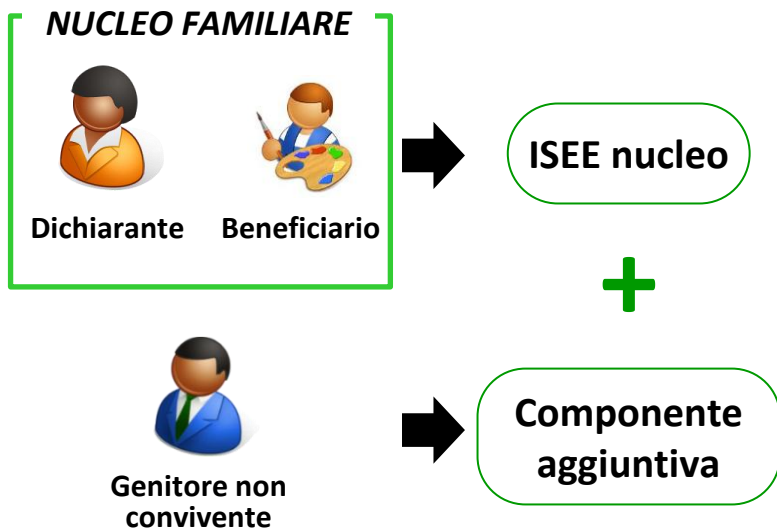 NUCLEO FAMILIARE
Dichiarante
Beneficiario
ISEE nucleo
+
Genitore non
convivente
Componente
aggiuntiva